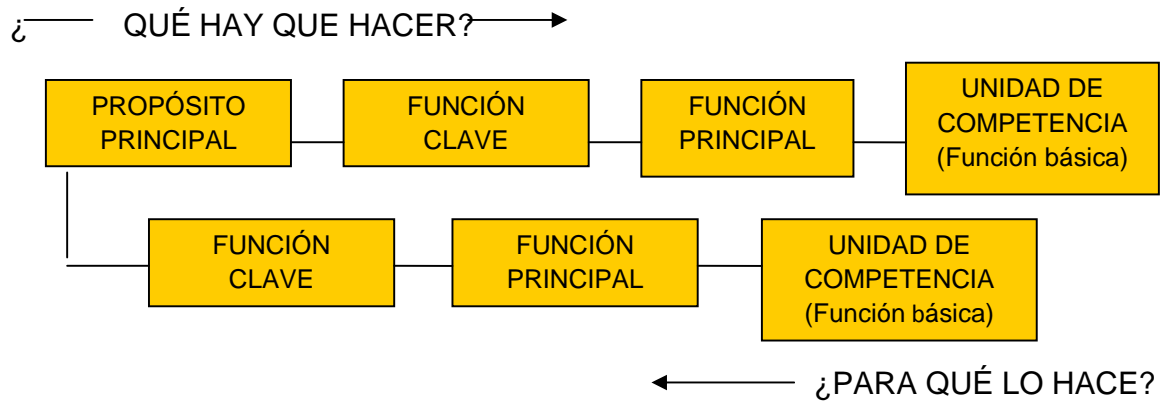 ¿ QUÉ HAY QUE HACER?
PROPÓSITO
PRINCIPAL
FUNCIÓN
CLAVE
FUNCIÓN
PRINCIPAL
UNIDAD DE
COMPETENCIA
(Función básica)
FUNCIÓN
CLAVE
FUNCIÓN
PRINCIPAL
UNIDAD DE
COMPETENCIA
(Función básica)
¿PARA QUÉ LO HACE?